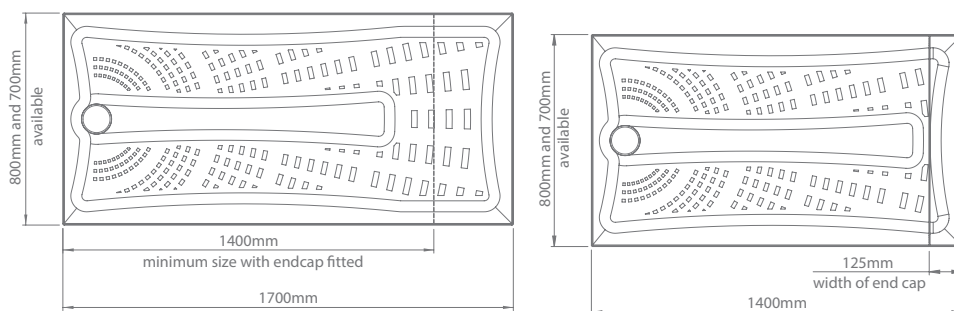 800mm and 700mm
available
1400mm
minimum size with endcap fitted
1700mm
800mm and 700mm
available
125mm
width of end cap
1400mm